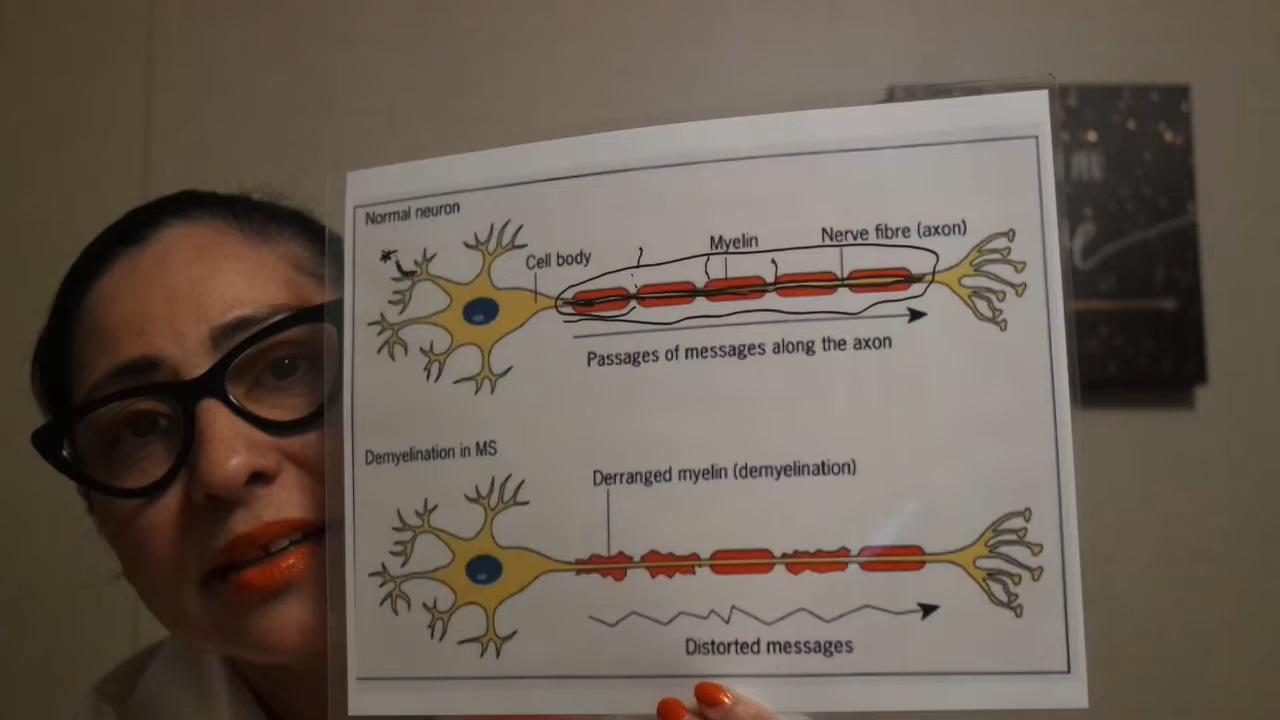 Normal neuron
Cell body
Myelin
Nerve fibre (axon)
Passages of messages along the axon
Demyelination in MS
Derranged myelin (demyelination)
Distorted messages